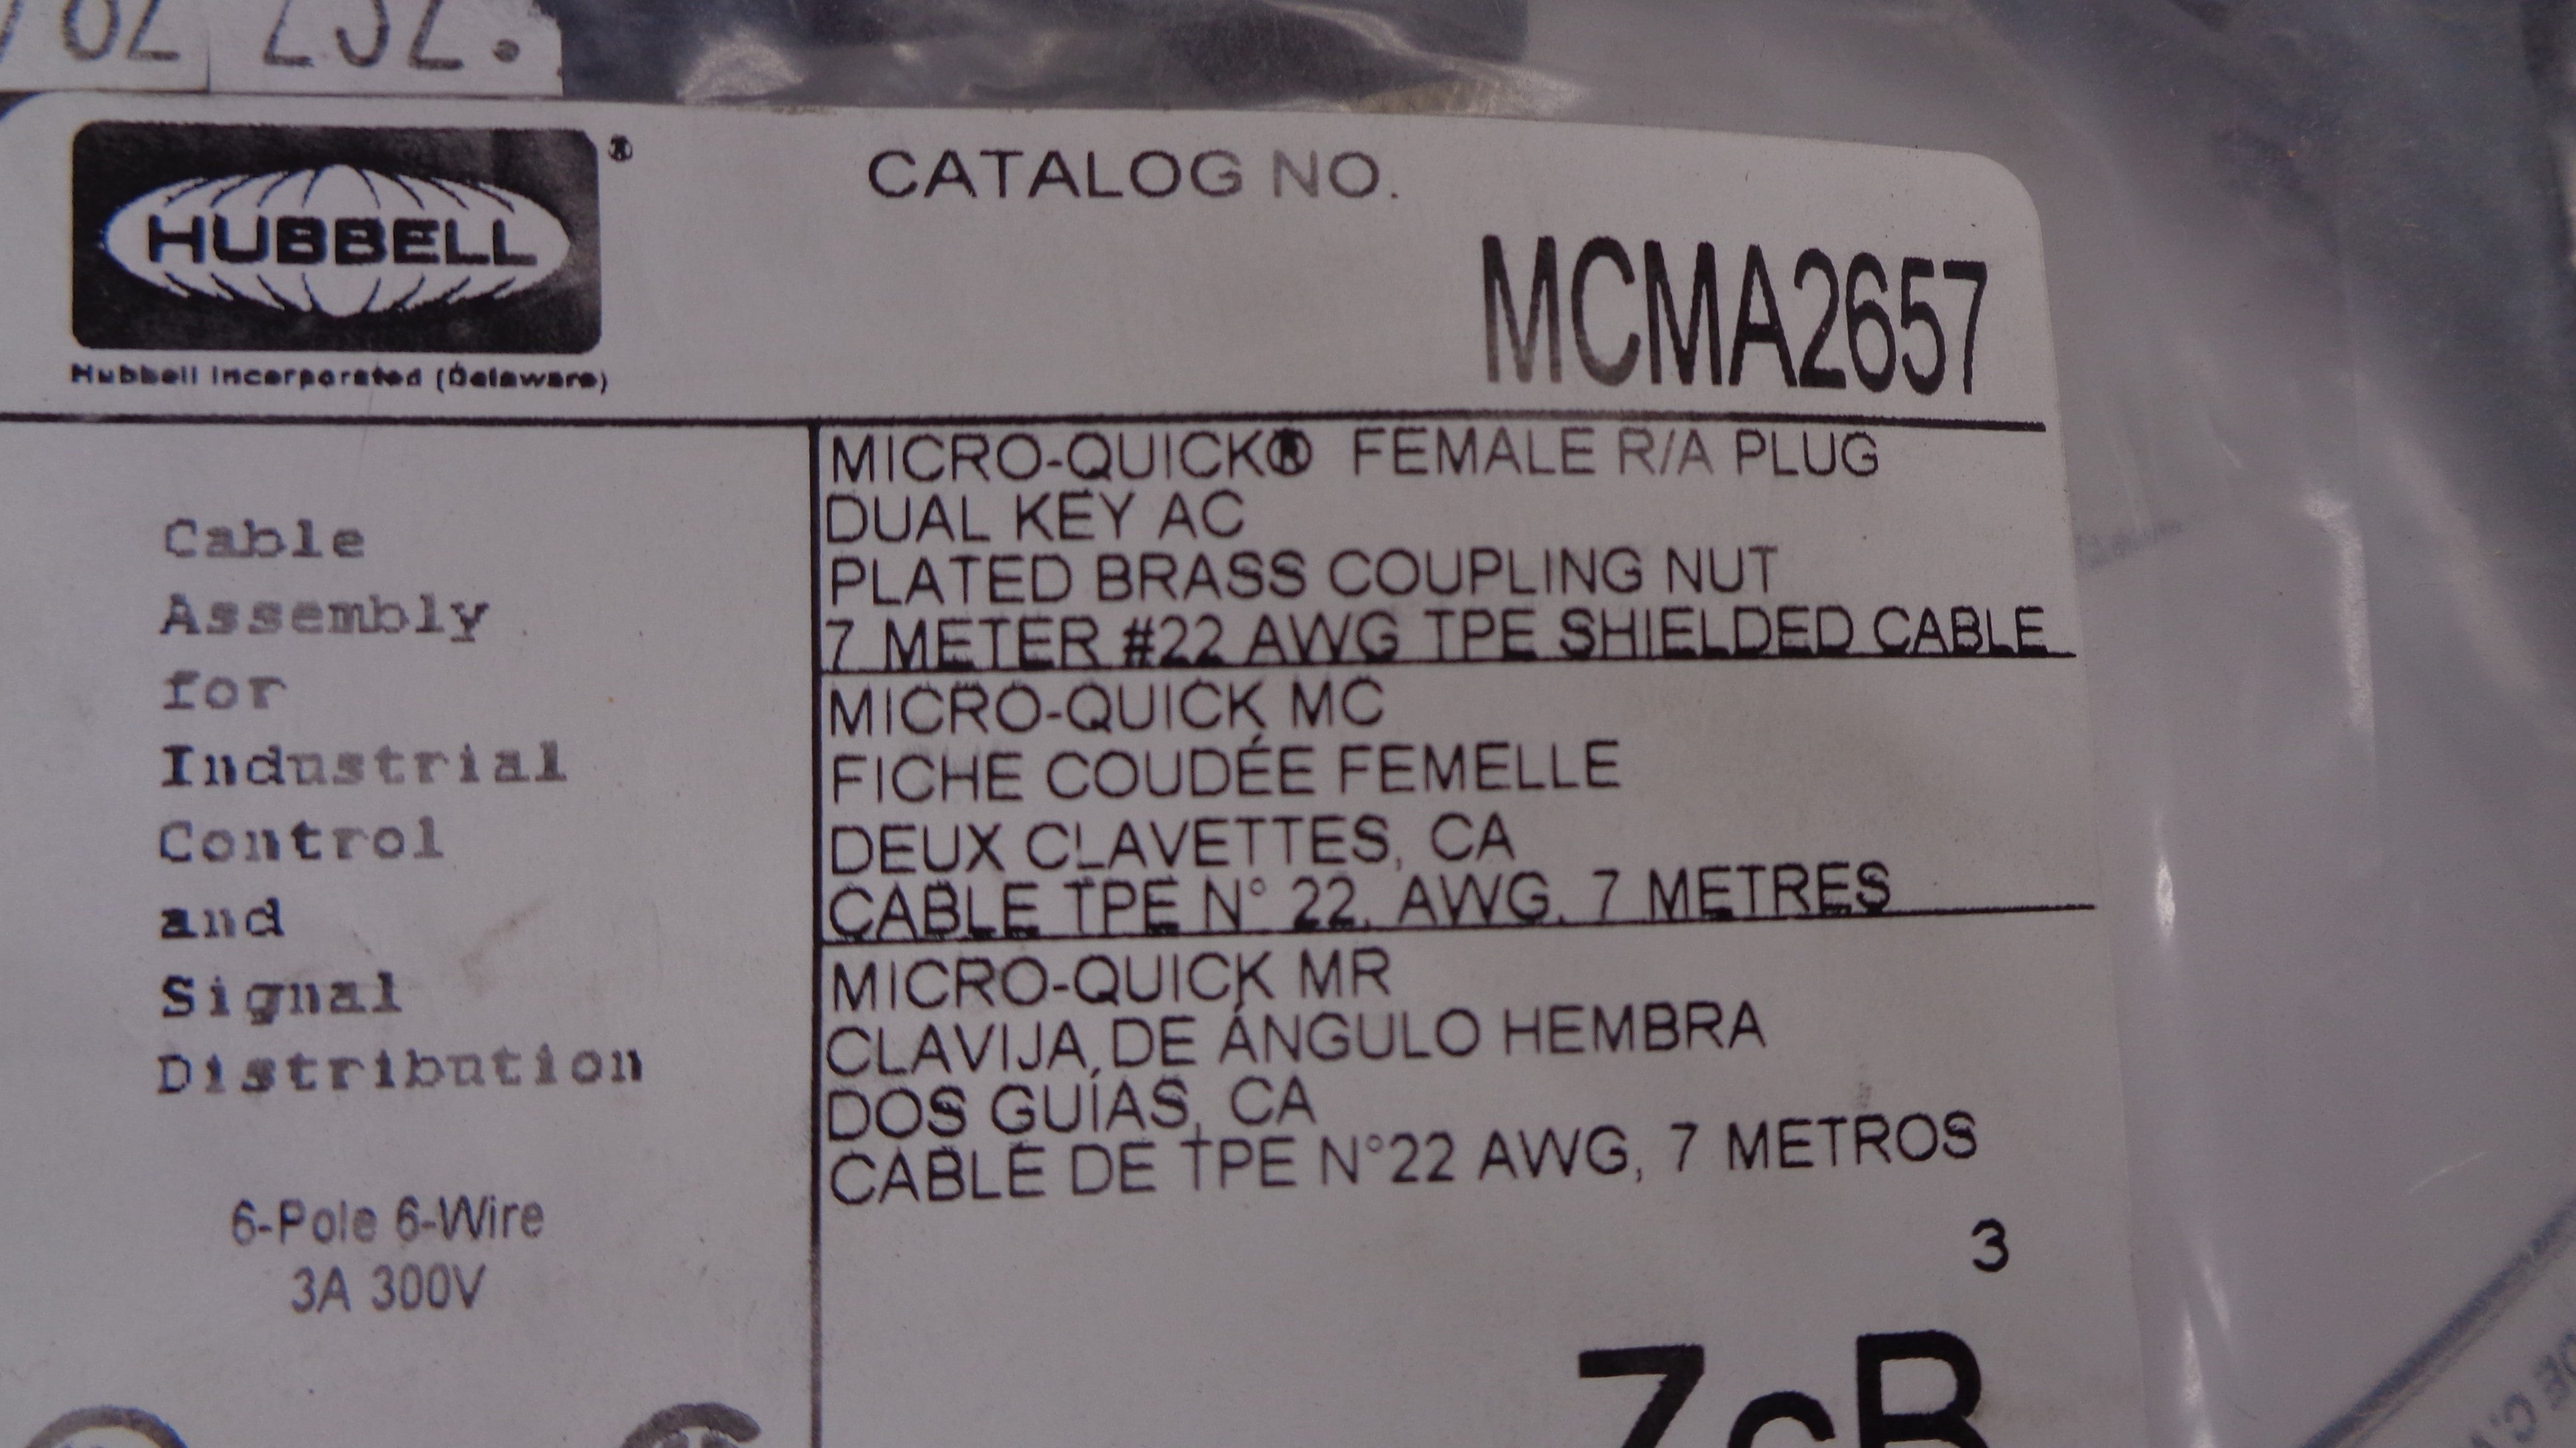 HUBBELL®
Hubbell Incorporated (Delaware)
CATALOG NO.
MCMA2657
Cable
Assembly
for
Industrial
Control
and
Signal
Distribution
6-Pole 6-Wire
3A 300V
MICRO-QUICK® FEMALE R/A PLUG
DUAL KEY AC
PLATED BRASS COUPLING NUT
7 METER #22 AWG TPE SHIELDED CABLE
MICRO-QUICK MC
FICHE COUDÉE FEMELLE
DEUX CLAVETTES, CA
CABLE TPE N° 22, AWG, 7 METRES
MICRO-QUICK MR
CLAVIJA DE ÁNGULO HEMBRA
DOS GUÍAS, CA
CABLE DE TPE N°22 AWG, 7 METROS
3